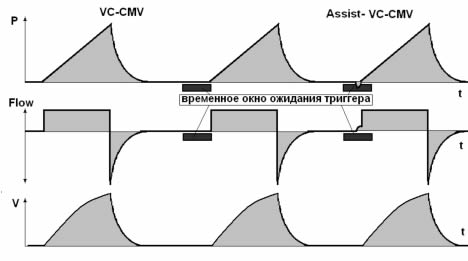 VC-CMV
Assist- VC-CMV
P
t
Flow
временное окно ожидания триггера
t
V
t